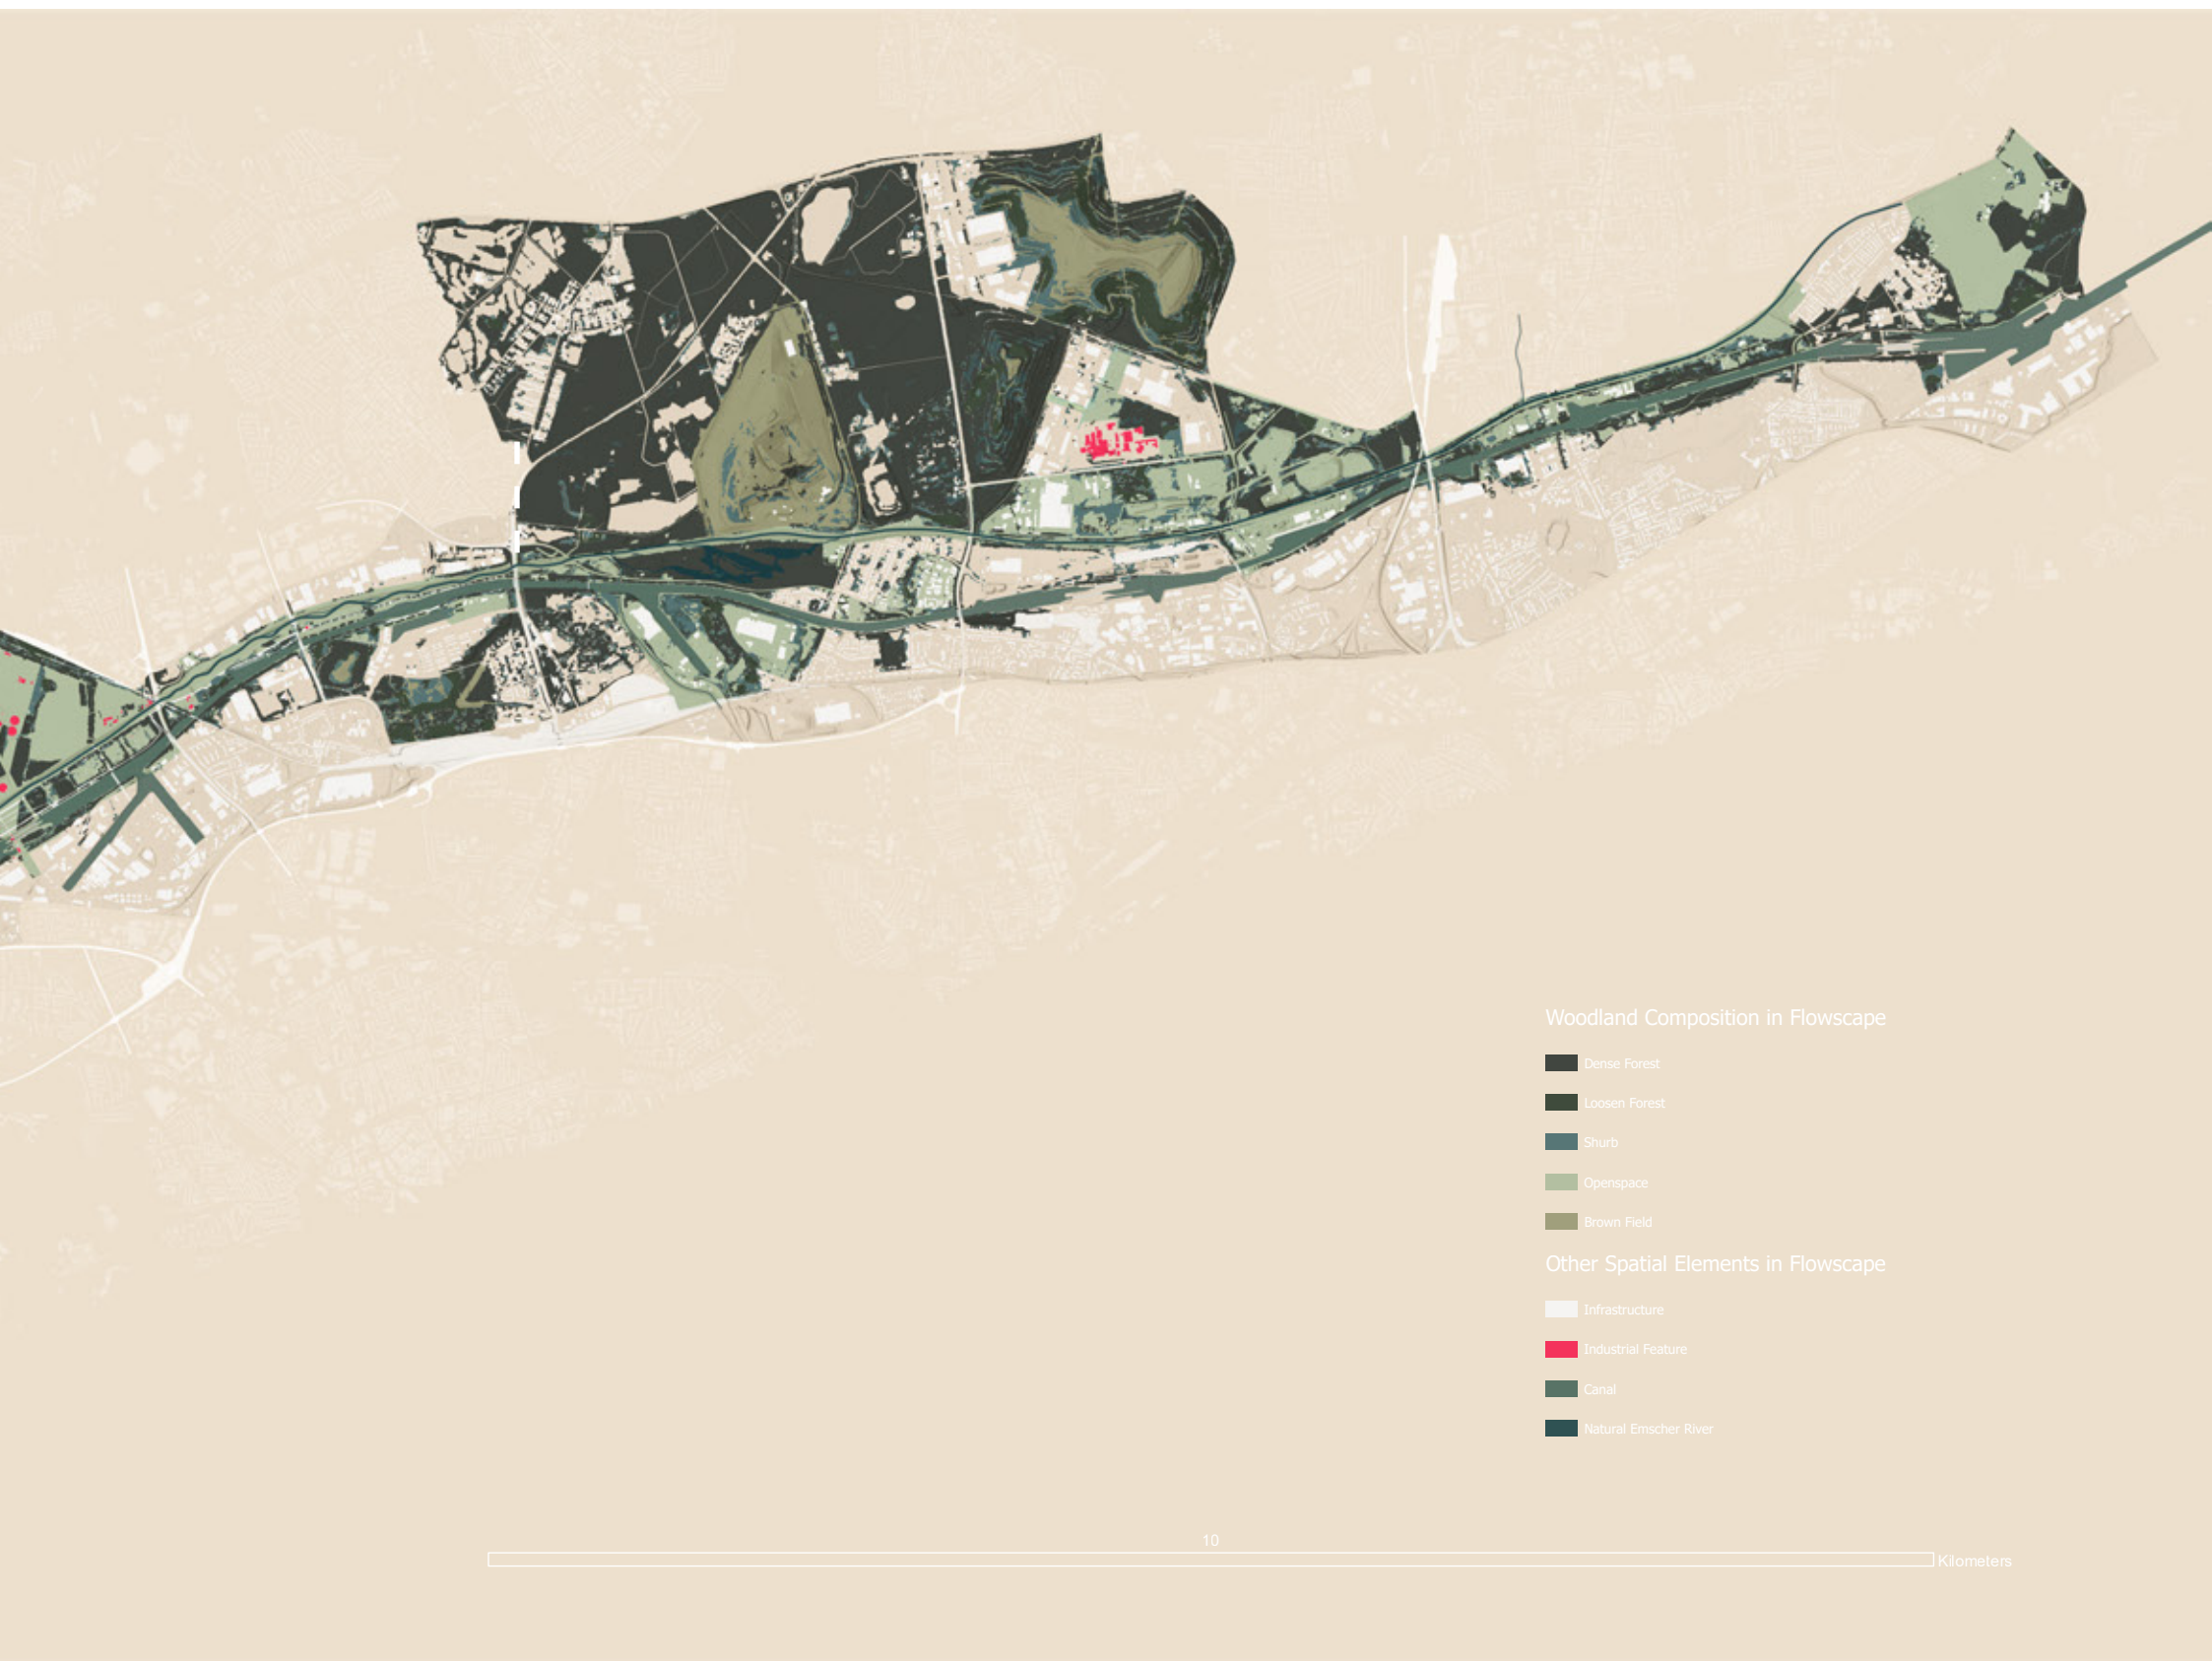 Woodland Composition in Flowscape
Dense Forest
Loosen Forest
Shurb
Openspace
Brown Field
Other Spatial Elements in Flowscape
Infrastructure
Industrial Feature
Canal
Natural Emscher River
10
Kilometers